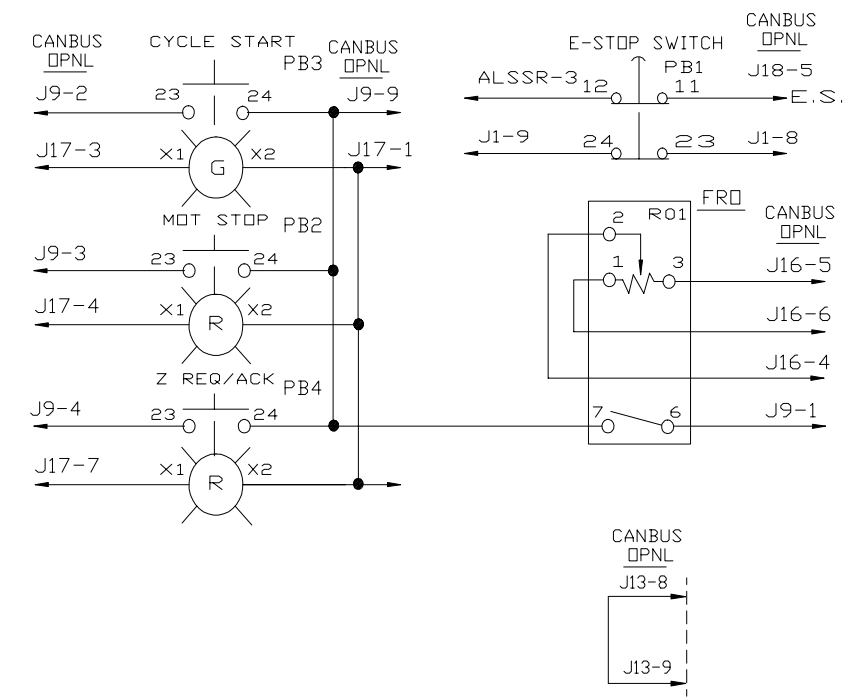 CANBUS
OPNL
CYCLE START
PB3
CANBUS
OPNL
J9-2
23
24
J9-9
J17-3
X1
G
X2
J17-1
MOT STOP
PB2
J9-3
23
24
J17-4
X1
R
X2
Z REQ/ACK
PB4
J9-4
23
24
J17-7
X1
R
X2
E-STOP SWITCH
PB1
CANBUS
OPNL
J18-5
ALSSR-3
12
11
E.S.
J1-9
24
23
J1-8
FRO
RO1
CANBUS
OPNL
2
1
3
J16-5
J16-6
J16-4
7
6
J9-1
CANBUS
OPNL
J13-8
J13-9